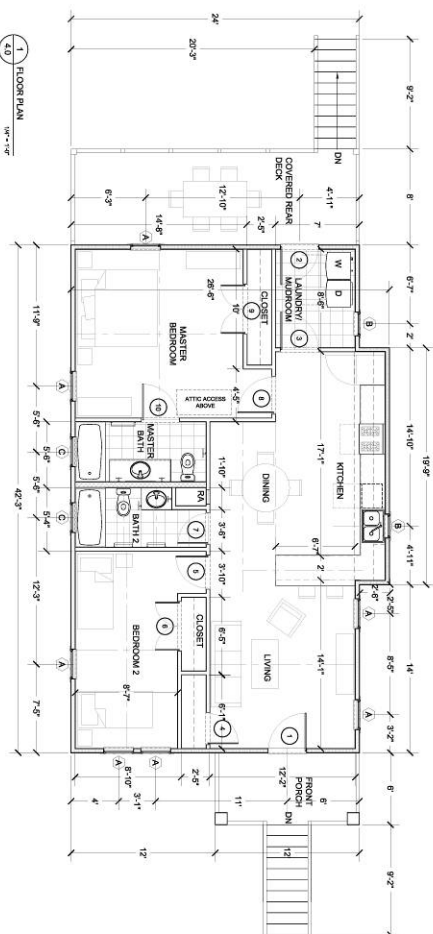 19'-9"
9'-2"
8'
6'-7"
2'
14'-10"
4'-11"
14'
6'
9'-2"
B
B
2'-6"
2'-5"
A
8'-5"
A
3'-2"
DN
4'-11"
7'
W
D
8'-6"
LAUNDRY/
MUDROOM
2
3
KITCHEN
17'-1"
6'-7"
2'
14'-1"
1
FRONT
PORCH
6'
DN
12'
COVERED REAR
DECK
12'-10"
2'-5"
CLOSET
9
10'
26'-6"
8
4'-5"
DINING
LIVING
11'
12'-2"
24'
20'-3"
14'-8"
6'-3"
A
MASTER
BEDROOM
ATTIC ACCESS
ABOVE
10
MASTER
BATH
1'-10"
RA
3'-6"
7
BATH 2
3'-10"
5
6'-5"
CLOSET
6
6'-1"
4
BEDROOM 2
8'-7"
2'-5"
8'-10"
A
3'-1"
A
4'
12'
A
C
C
A
11'-9"
5'-6"
5'-6"
5'-6"
5'-4"
12'-3"
7'-5"
42'-3"
1
4.0
FLOOR PLAN
1/4" = 1'-0"